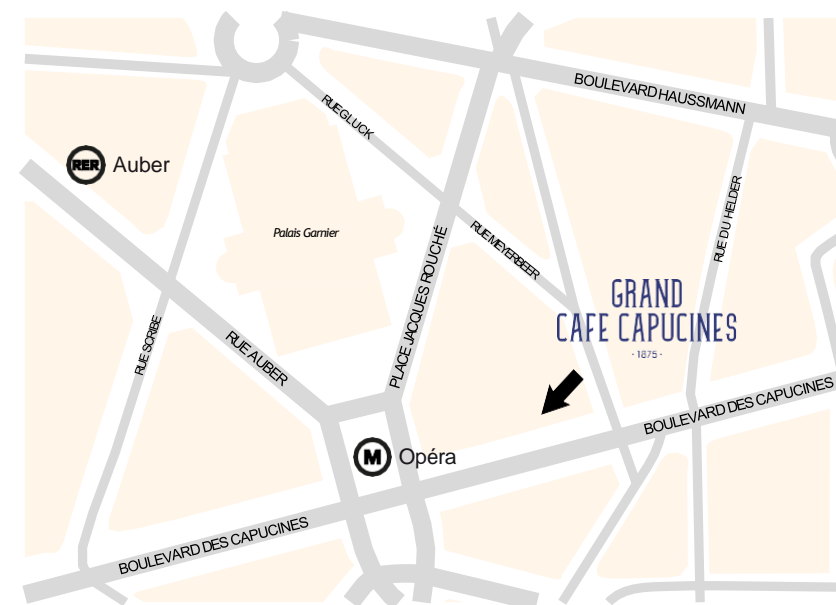 BOULEVARD HAUSSMANN
RUE GLUCK
RER Auber
RUE DU HELDER
Palais Garnier
RUE MEYERBEER
PLACE JACQUES ROUCHÉ
GRAND
CAFE CAPUCINES
- 1875 -
RUE SCRIBE
RUE AUBER
BOULEVARD DES CAPUCINES
M Opéra
BOULEVARD DES CAPUCINES